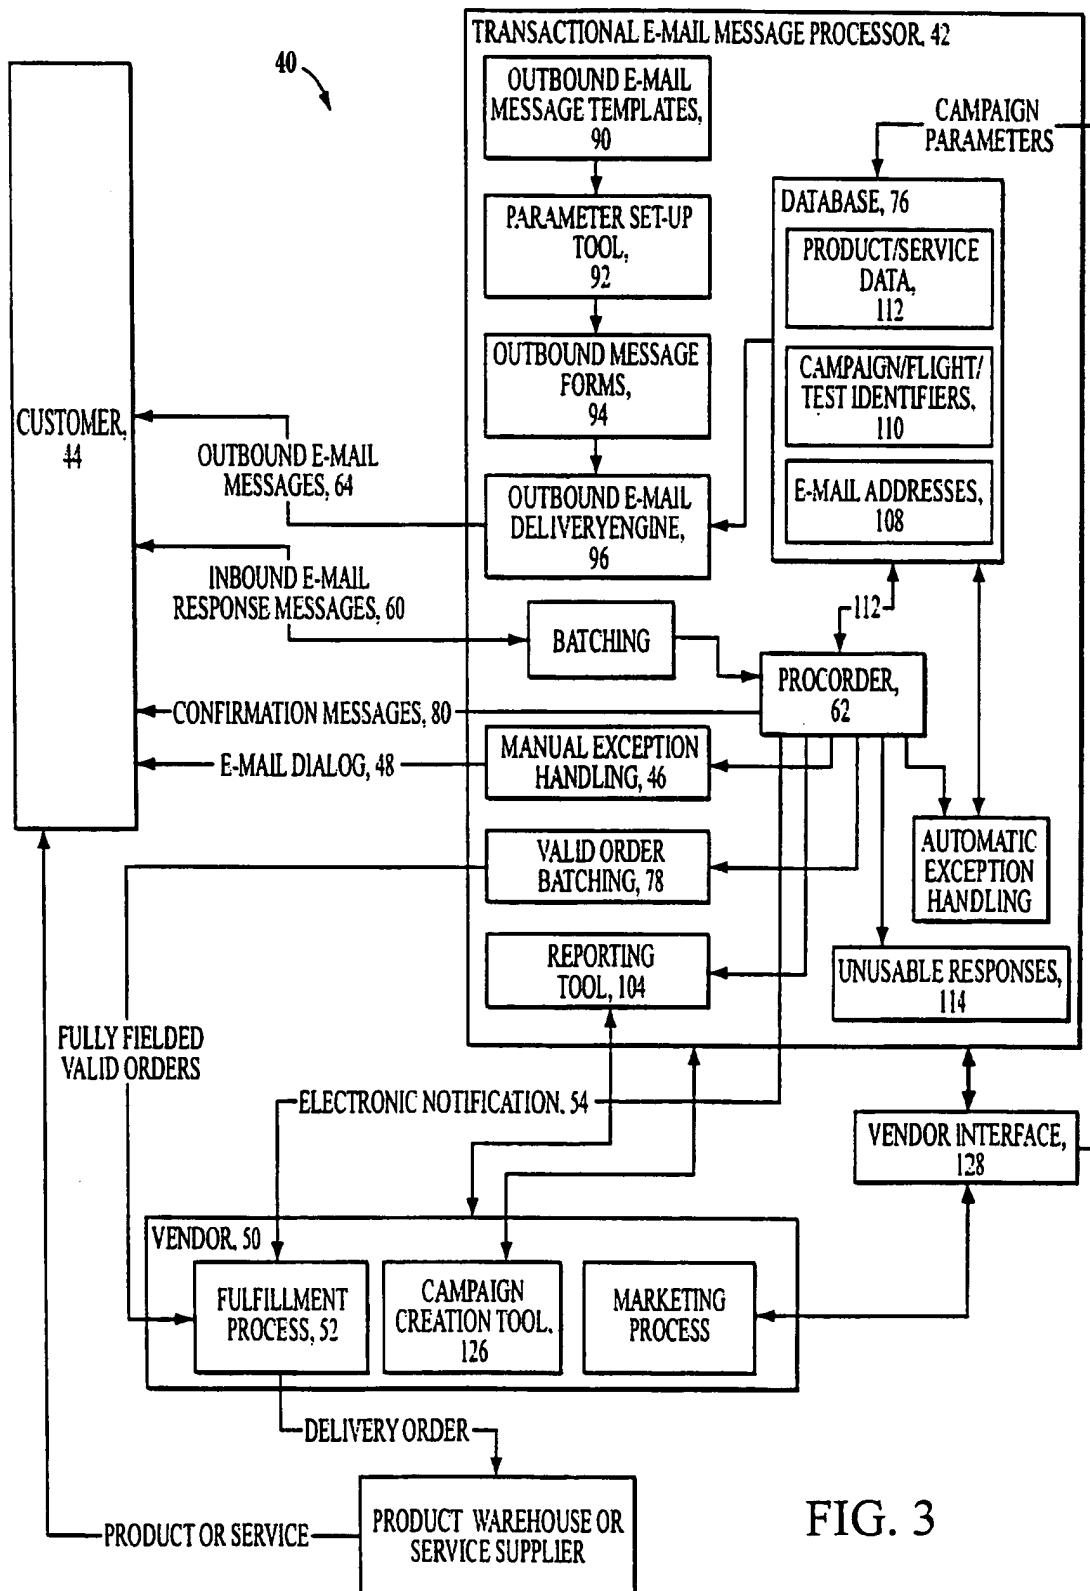 TRANSACTIONAL E-MAIL MESSAGE PROCESSOR, 42
40
OUTBOUND E-MAIL
MESSAGE TEMPLATES,
90
CAMPAIGN
PARAMETERS
PARAMETER SET-UP
TOOL,
92
DATABASE, 76
PRODUCT/SERVICE
DATA,
112
OUTBOUND MESSAGE
FORMS,
94
CAMPAIGN/FLIGHT/
TEST IDENTIFIERS,
110
CUSTOMER,
44
OUTBOUND E-MAIL
MESSAGES, 64
OUTBOUND E-MAIL
DELIVERYENGINE,
96
E-MAIL ADDRESSES,
108
INBOUND E-MAIL
RESPONSE MESSAGES, 60
BATCHING
112
PROCORDER,
62
CONFIRMATION MESSAGES, 80
E-MAIL DIALOG, 48
MANUAL EXCEPTION
HANDLING, 46
AUTOMATIC
EXCEPTION
HANDLING
VALID ORDER
BATCHING, 78
REPORTING
TOOL, 104
UNUSABLE RESPONSES,
114
FULLY FIELDED
VALID ORDERS
ELECTRONIC NOTIFICATION, 54
VENDOR INTERFACE,
128
VENDOR, 50
FULFILLMENT
PROCESS, 52
CAMPAIGN
CREATION TOOL,
126
MARKETING
PROCESS
DELIVERY ORDER
PRODUCT OR SERVICE
PRODUCT WAREHOUSE OR
SERVICE SUPPLIER
FIG. 3